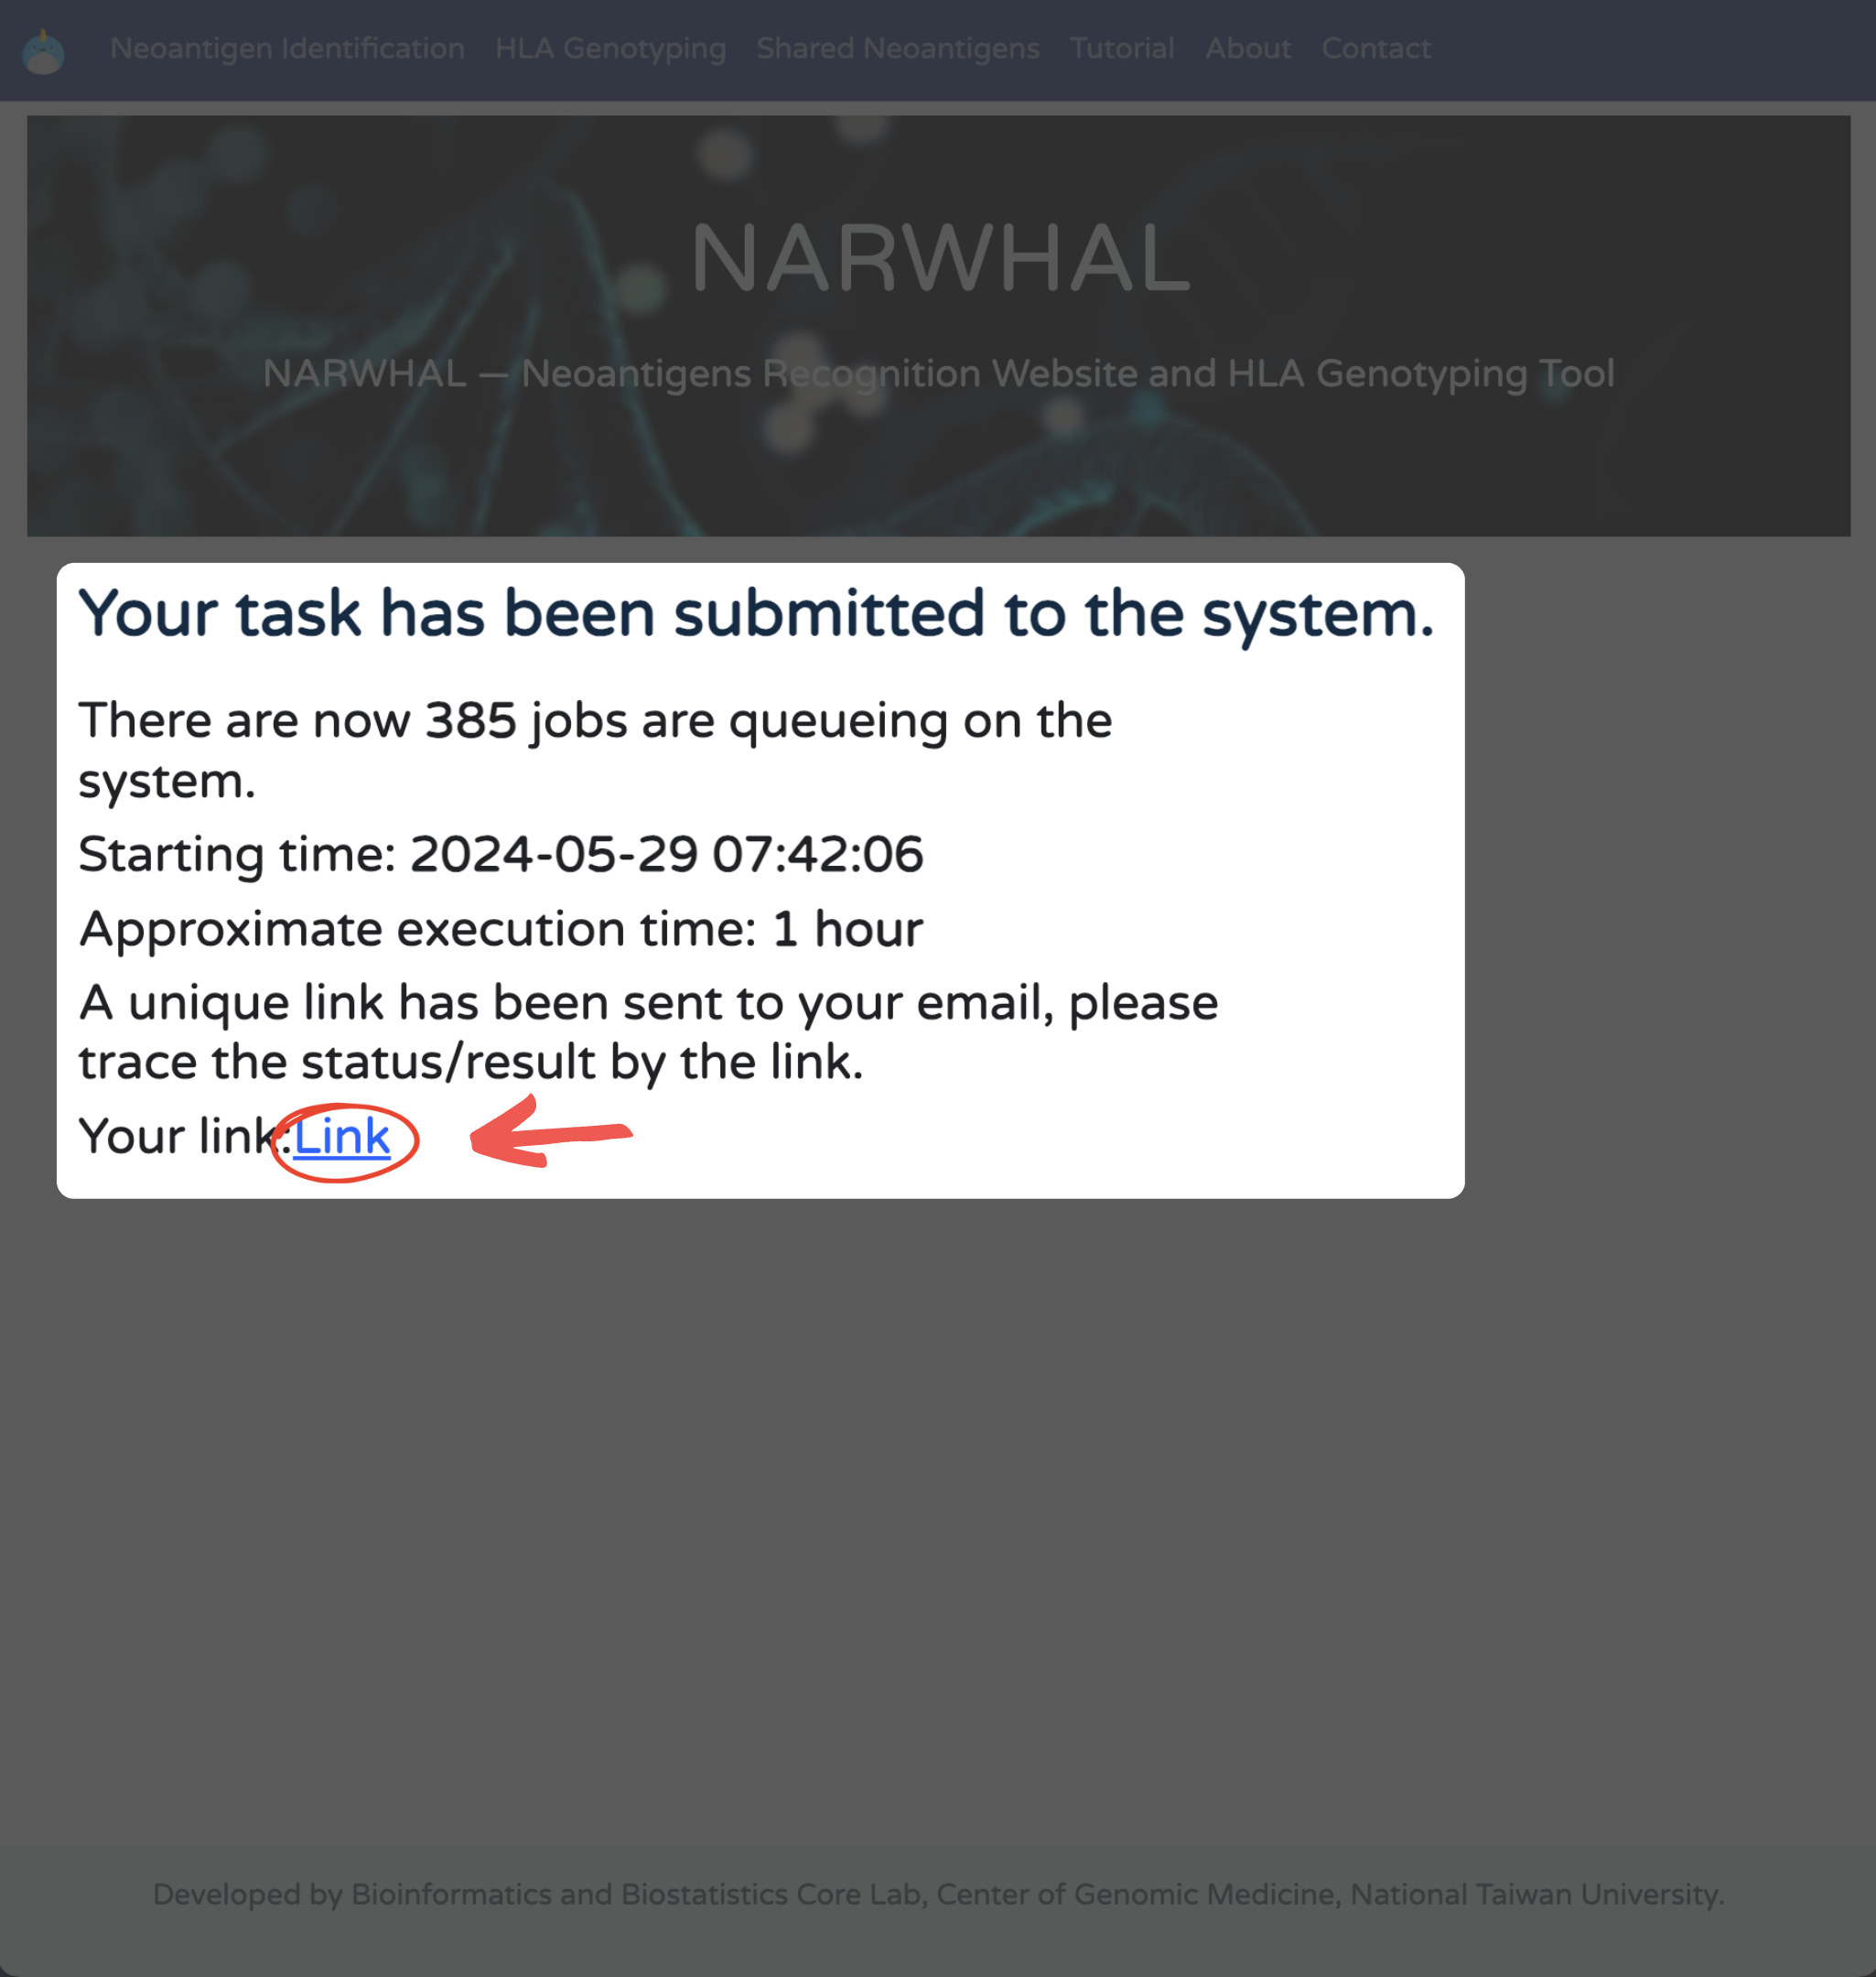 Neoantigen Identification HLA Genotyping Shared Neoantigens Tutorial About Contact
NARWHAL
NARWHAL — Neoantigens Recognition Website and HLA Genotyping Tool
Your task has been submitted to the system.
There are now 385 jobs are queueing on the
system.
Starting time: 2024-05-29 07:42:06
Approximate execution time: 1 hour
A unique link has been sent to your email, please
trace the status/result by the link.
Your link:Link
Developed by Bioinformatics and Biostatistics Core Lab, Center of Genomic Medicine, National Taiwan University.